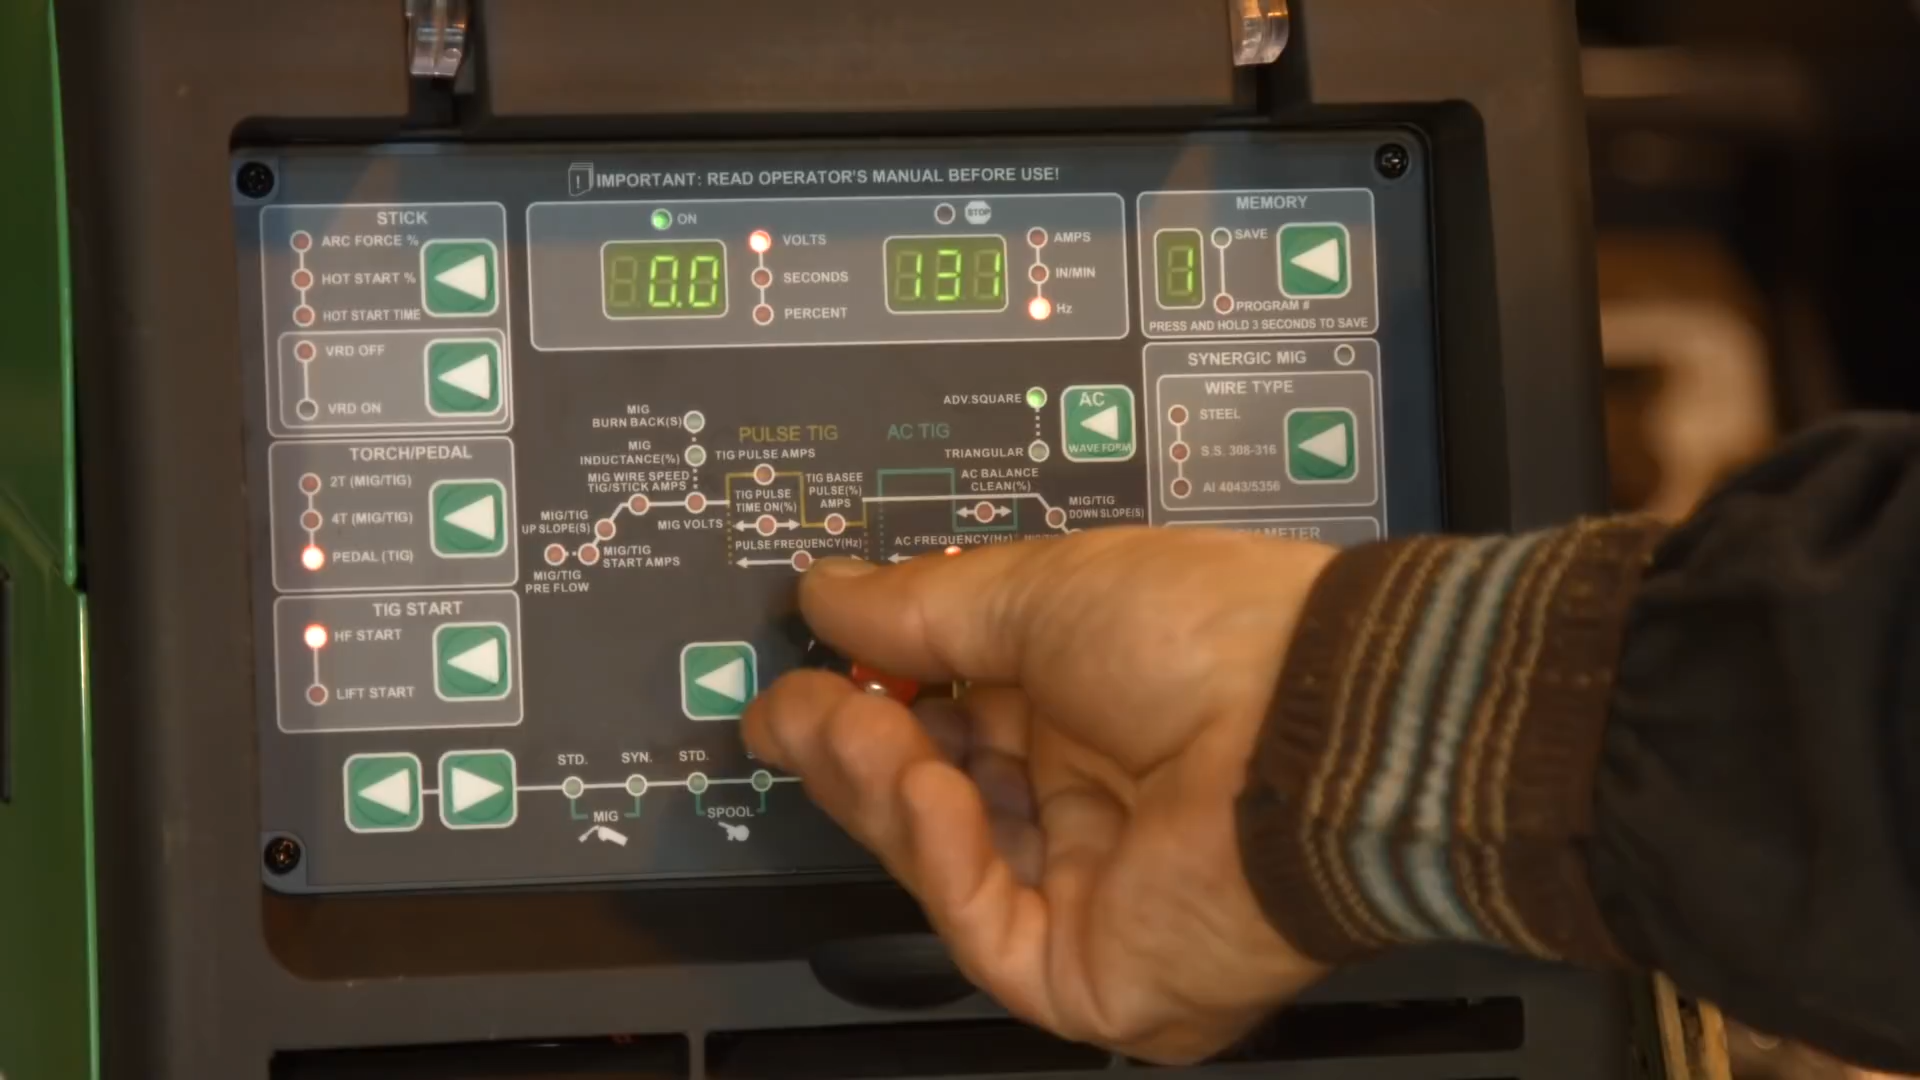 ! IMPORTANT: READ OPERATOR'S MANUAL BEFORE USE!
STICK
ARC FORCE %
HOT START %
HOT START TIME
VRD OFF
VRD ON
TORCH/PEDAL
2T (MIG/TIG)
4T (MIG/TIG)
PEDAL (TIG)
TIG START
HF START
LIFT START
ON
0.0
VOLTS
SECONDS
PERCENT
STOP
131
AMPS
IN/MIN
Hz
MEMORY
1
SAVE
PROGRAM #
PRESS AND HOLD 3 SECONDS TO SAVE
SYNERGIC MIG
WIRE TYPE
STEEL
S.S. 308-316
Al 4043/5356
MIG
BURN BACK(S)
MIG
INDUCTANCE(%)
MIG WIRE SPEED
TIG/STICK AMPS
MIG/TIG
UP SLOPE(S)
MIG VOLTS
MIG/TIG
START AMPS
MIG/TIG
PRE FLOW
PULSE TIG
TIG PULSE AMPS
TIG PULSE
TIME ON(%)
TIG BASEE
PULSE(%)
AMPS
PULSE FREQUENCY(Hz)
AC TIG
ADV.SQUARE
TRIANGULAR
AC
WAVE FORM
AC BALANCE
CLEAN(%)
AC FREQUENCY(Hz)
MIG/TIG
DOWN SLOPE(S)
STD.
SYN.
STD.
MIG
SPOOL